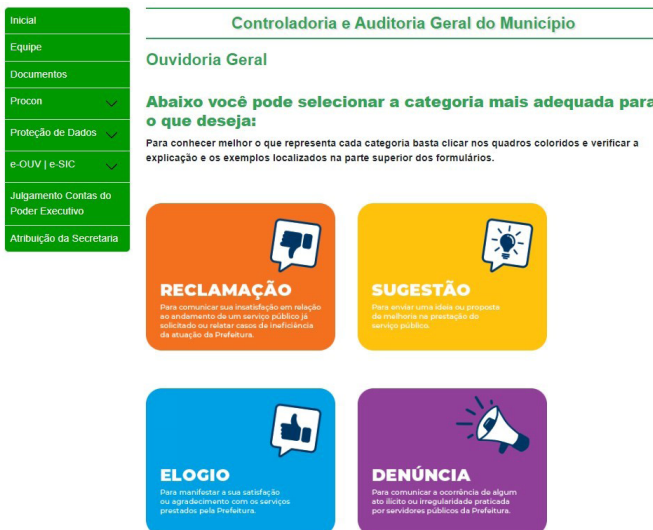 Inicial
Equipe
Documentos
Procon
Proteção de Dados
e-OUV | e-SIC
Julgamento Contas do
Poder Executivo
Atribuição da Secretaria
Controladoria e Auditoria Geral do Município
Ouvidoria Geral
Abaixo você pode selecionar a categoria mais adequada para
o que deseja:
Para conhecer melhor o que representa cada categoria basta clicar nos quadros coloridos e verificar a
explicação e os exemplos localizados na parte superior dos formulários.
RECLAMAÇÃO
Para comunicar sua insatisfação em relação
ao andamento de um serviço público já
solicitado ou relatar casos de ineficiência
da atuação da Prefeitura.
SUGESTÃO
Para enviar uma ideia ou proposta
de melhoria na prestação do
serviço público.
ELOGIO
Para manifestar a sua satisfação
ou agradecimento com os serviços
prestados pela Prefeitura.
DENÚNCIA
Para comunicar a ocorrência de algum
ato ilícito ou irregularidade praticada
por servidores públicos da Prefeitura.